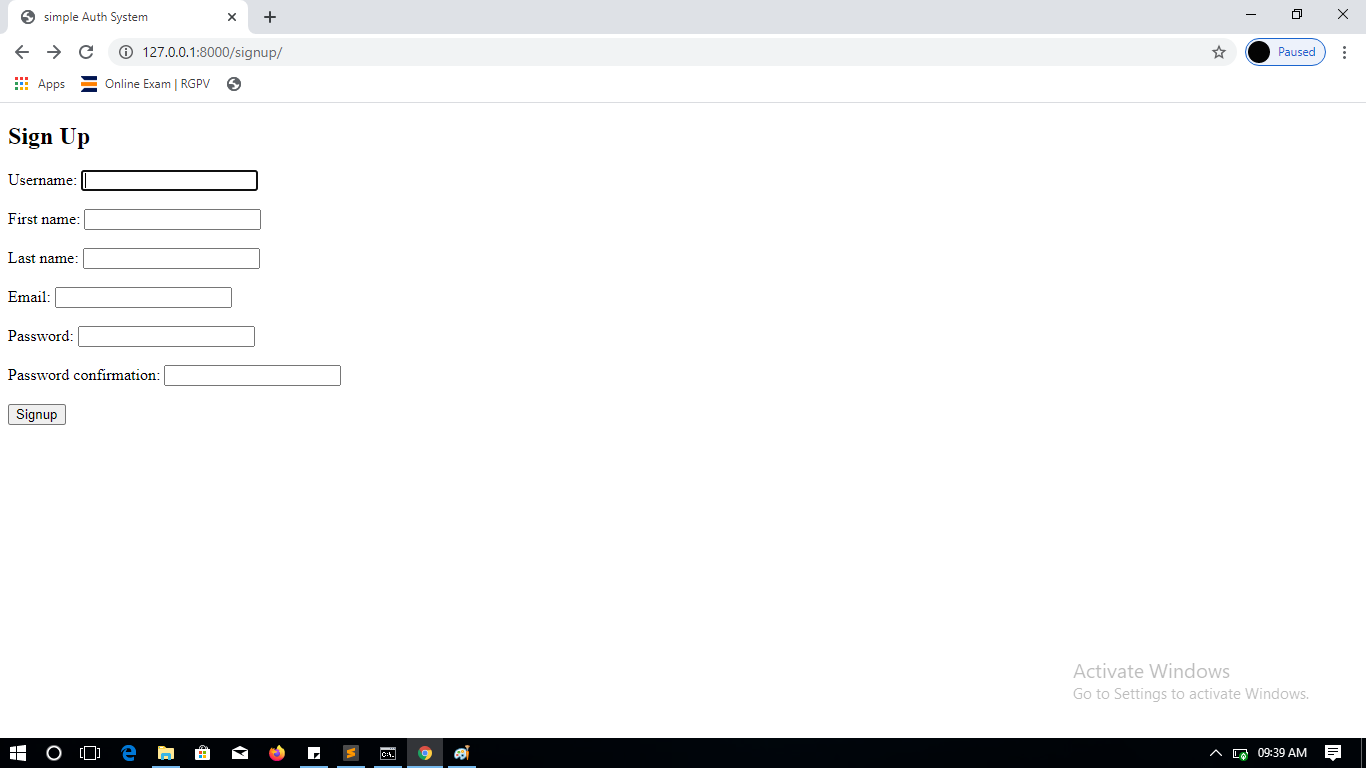 simple Auth System
127.0.0.1:8000/signup/
Paused
Apps
Online Exam | RGPV
Sign Up
Username:
First name:
Last name:
Email:
Password:
Password confirmation:
Signup
Activate Windows
Go to Settings to activate Windows.
09:39 AM